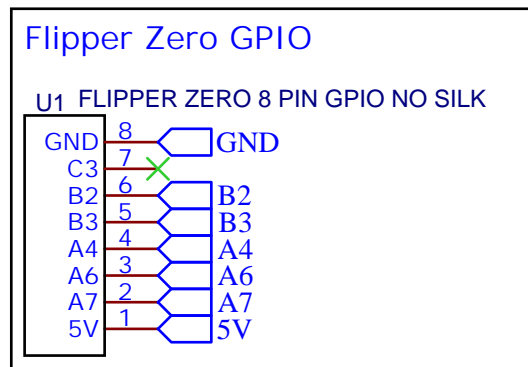 Flipper Zero GPIO
U1 FLIPPER ZERO 8 PIN GPIO NO SILK
GND 8 GND
C3 7
B2 6 B2
B3 5 B3
A4 4 A4
A6 3 A6
A7 2 A7
5V 1 5V